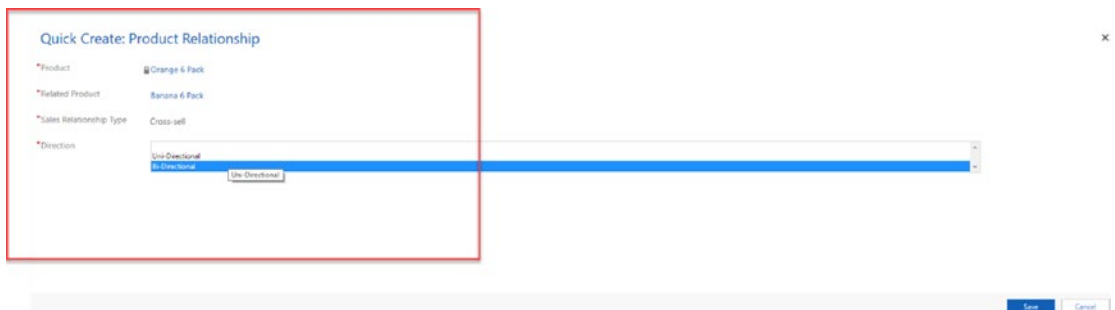 Quick Create: Product Relationship
×
*Product Orange 6 Pack
*Related Product Banana 6 Pack
*Sales Relationship Type Cross-sell
*Direction
Uni-Directional
Bi-Directional
Uni-Directional
Save Cancel